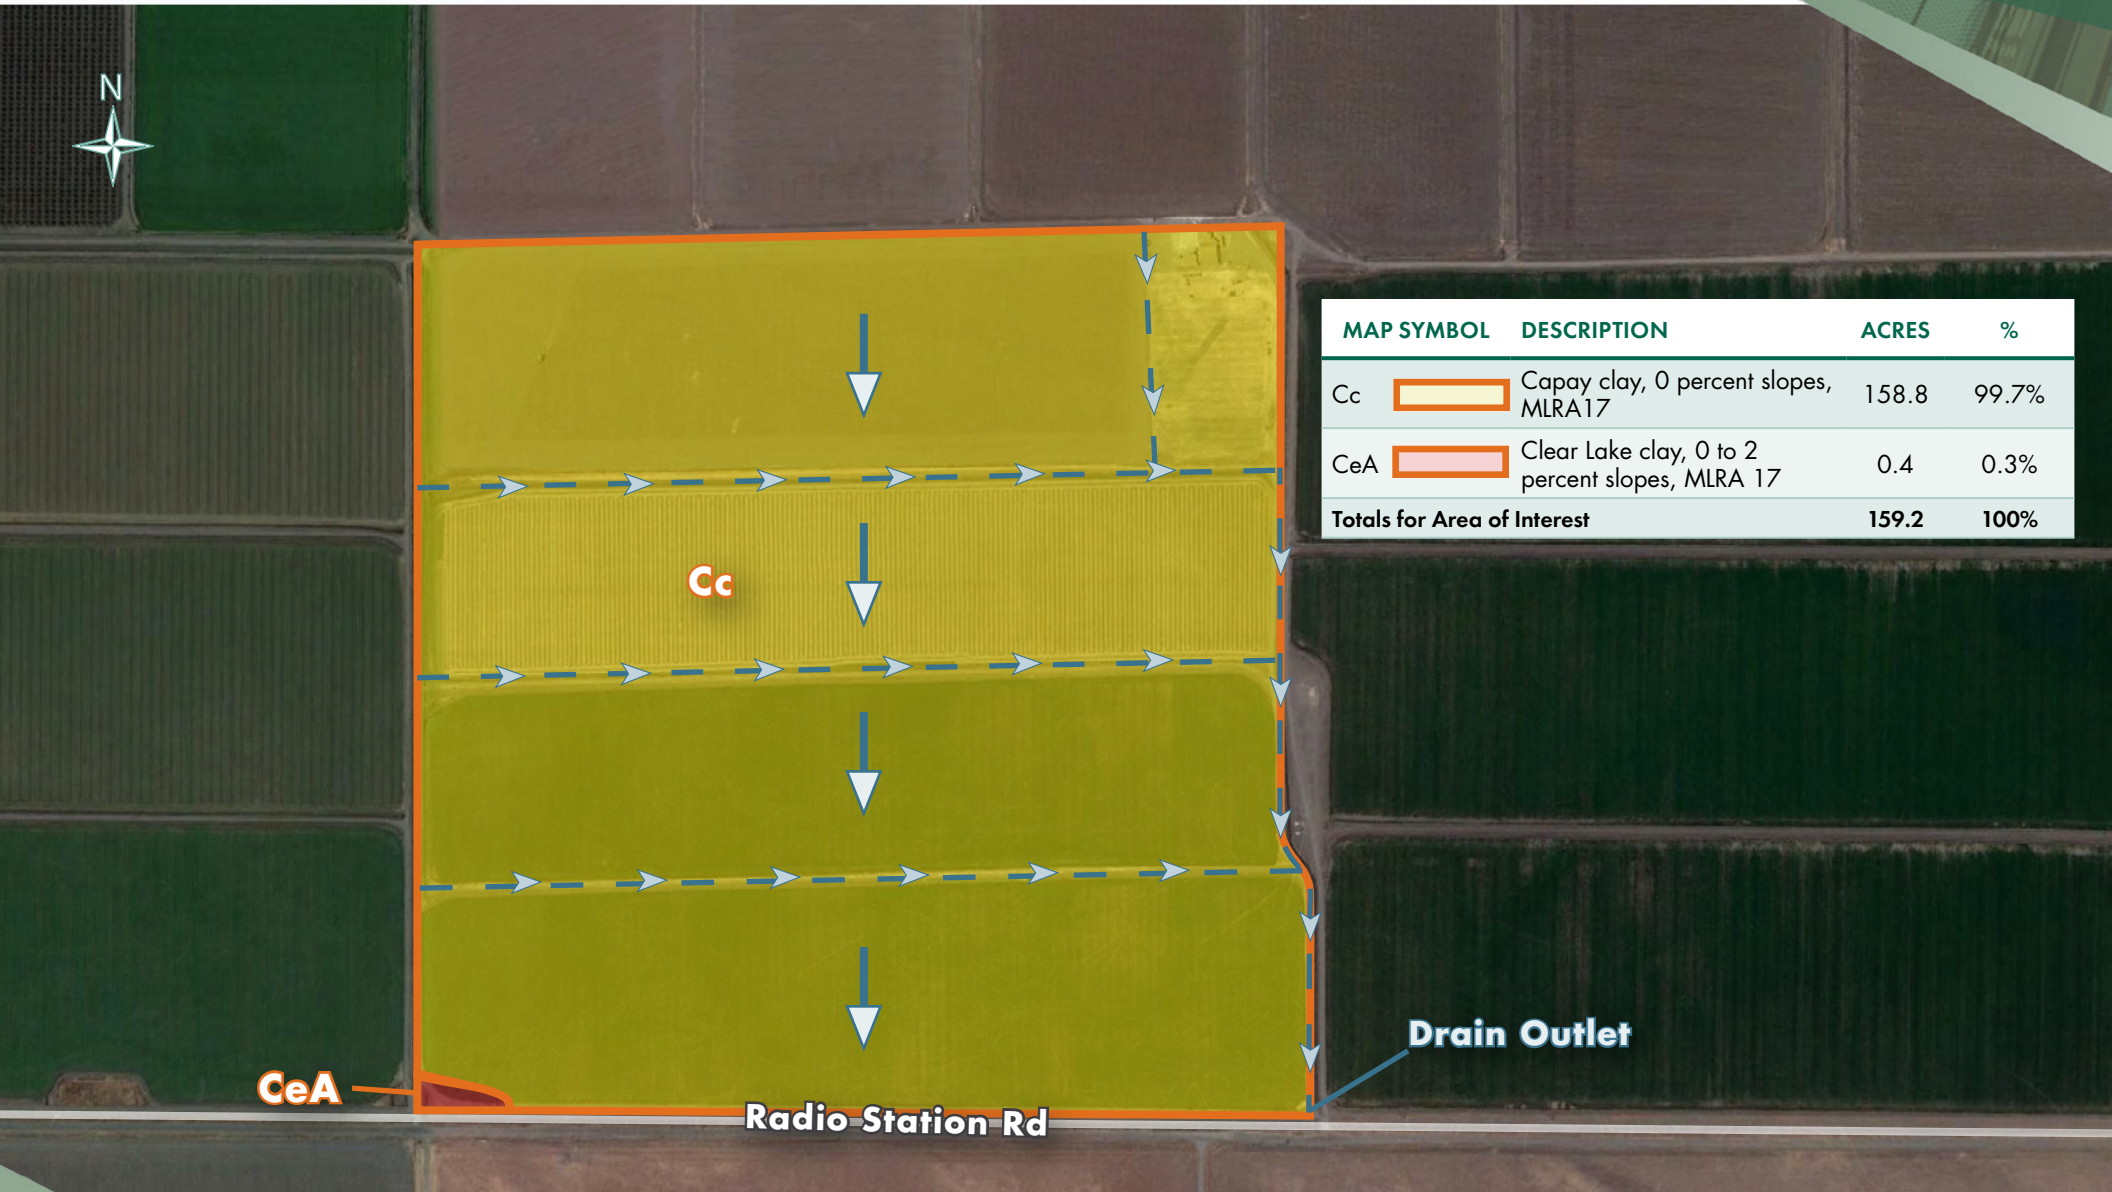 N
MAP SYMBOL DESCRIPTION ACRES %
Cc Capay clay, 0 percent slopes, MLRA17 158.8 99.7%
CeA Clear Lake clay, 0 to 2 percent slopes, MLRA 17 0.4 0.3%
Totals for Area of Interest 159.2 100%
Cc
Drain Outlet
CeA
Radio Station Rd